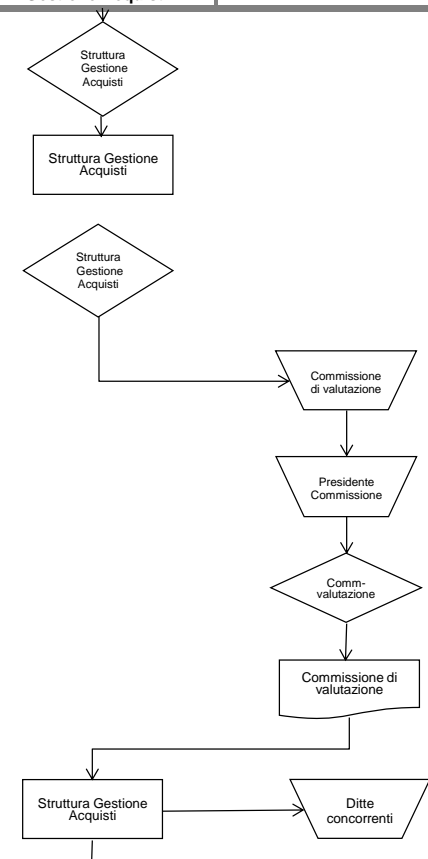 Struttura
Gestione
Acquisti
Struttura Gestione
Acquisti
Struttura
Gestione
Acquisti
Commissione
di valutazione
Presidente
Commissione
Comm-
valutazione
Commissione di
valutazione
Struttura Gestione
Acquisti
Ditte
concorrenti